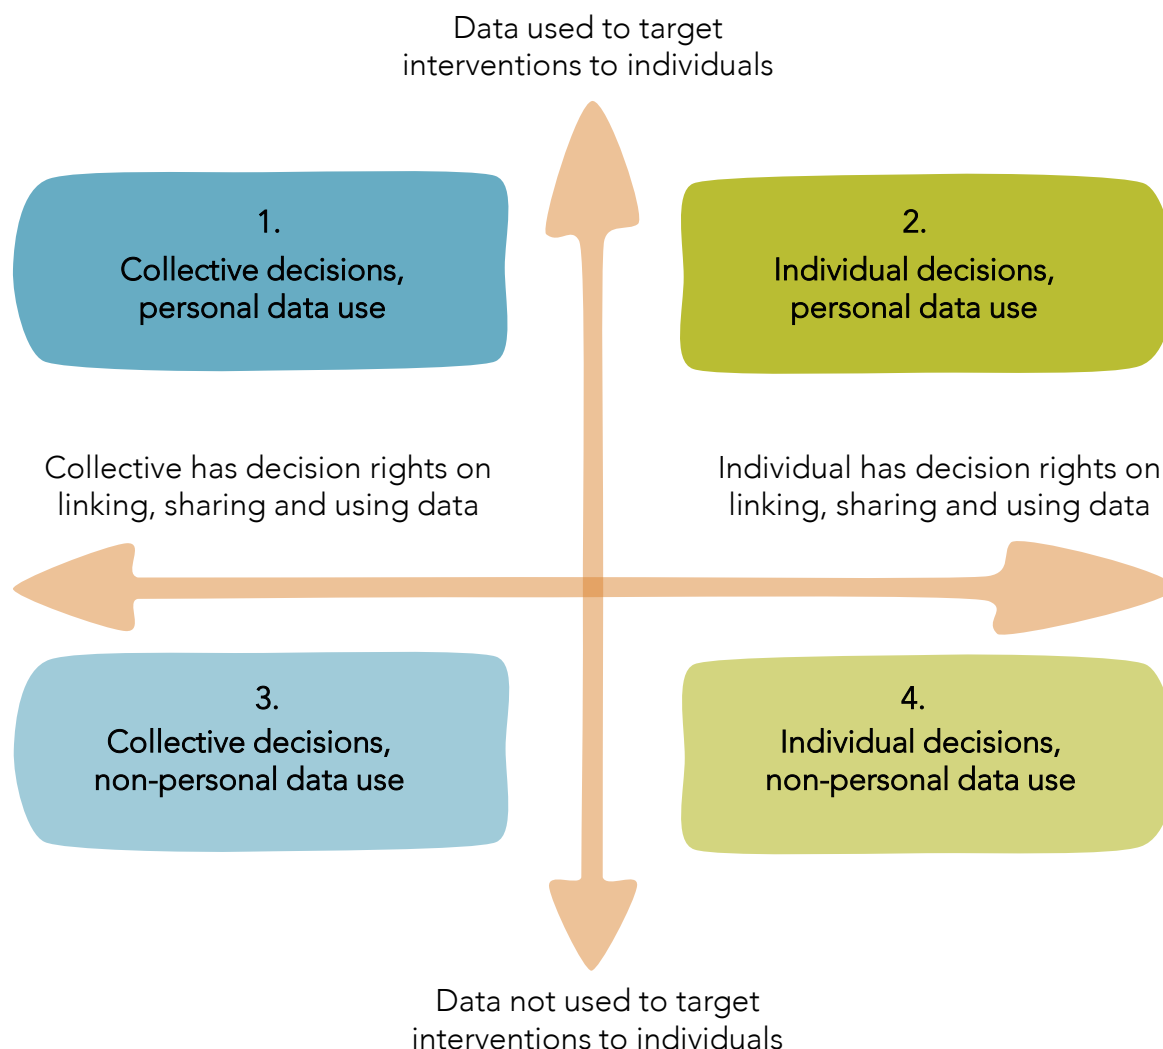 Data used to target
interventions to individuals
1.
Collective decisions,
personal data use
2.
Individual decisions,
personal data use
Collective has decision rights on
linking, sharing and using data
Individual has decision rights on
linking, sharing and using data
3.
Collective decisions,
non-personal data use
4.
Individual decisions,
non-personal data use
Data not used to target
interventions to individuals